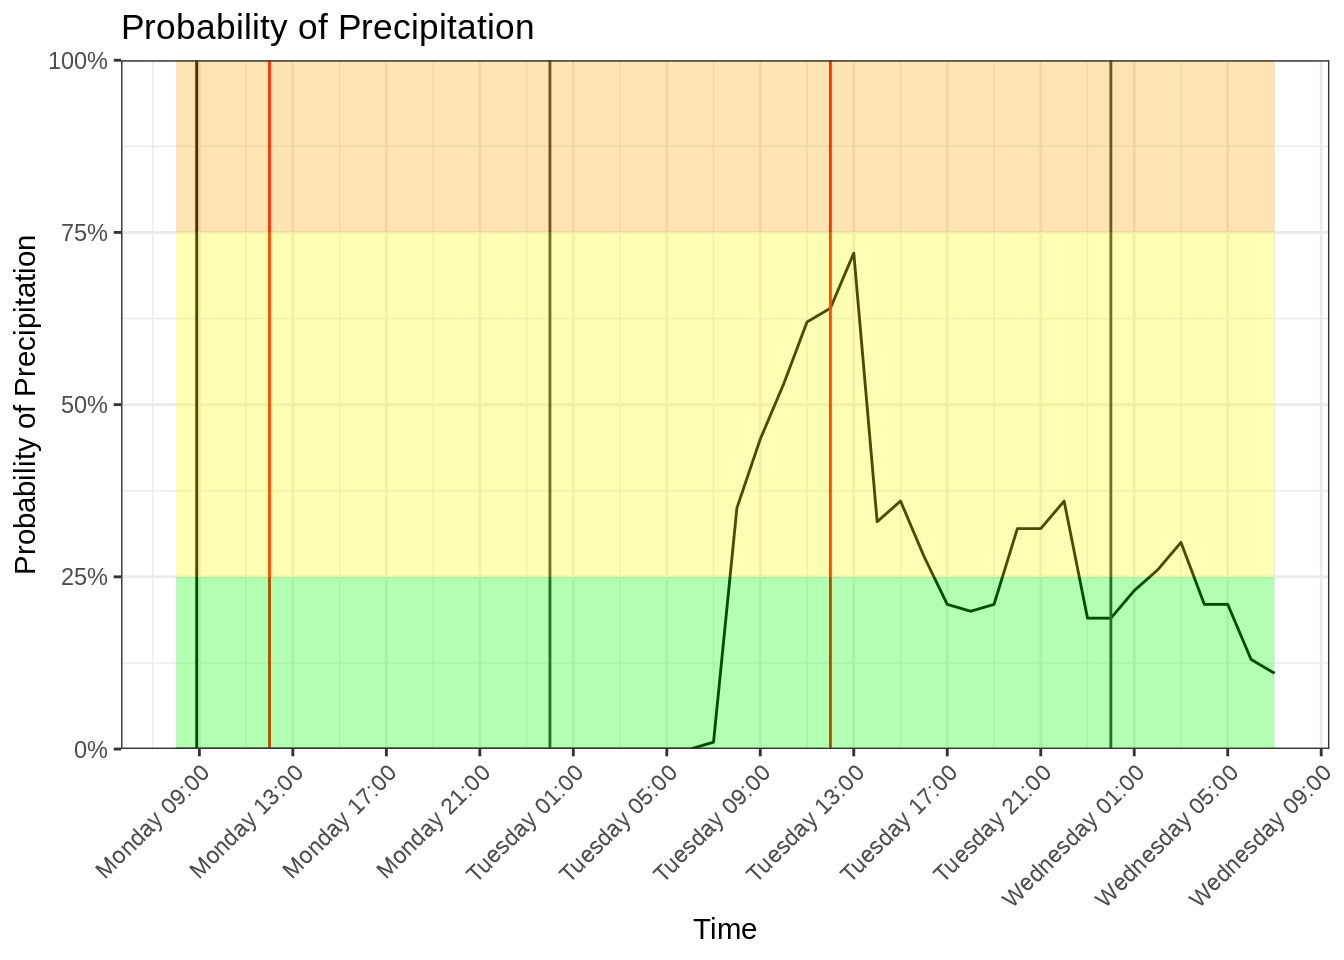 Probability of Precipitation
100%
75%
50%
25%
0%
Probability of Precipitation
Monday 09:00
Monday 13:00
Monday 17:00
Monday 21:00
Tuesday 01:00
Tuesday 05:00
Tuesday 09:00
Tuesday 13:00
Tuesday 17:00
Tuesday 21:00
Wednesday 01:00
Wednesday 05:00
Wednesday 09:00
Time